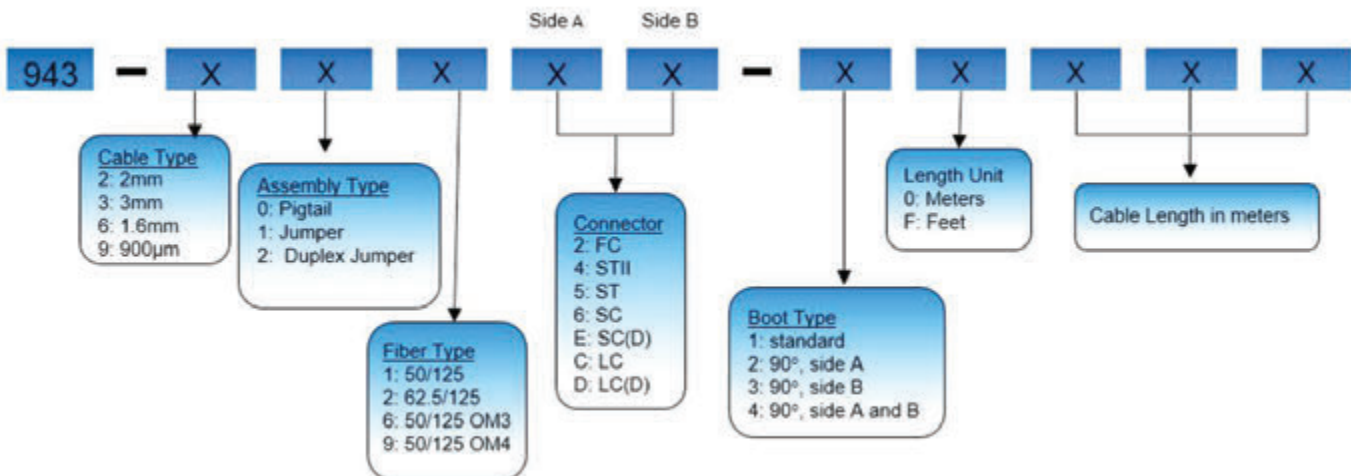 Side A Side B
943 - X X X X X - X X X X X
Cable Type
2: 2mm
3: 3mm
6: 1.6mm
9: 900µm
Assembly Type
0: Pigtail
1: Jumper
2: Duplex Jumper
Fiber Type
1: 50/125
2: 62.5/125
6: 50/125 OM3
9: 50/125 OM4
Connector
2: FC
4: STII
5: ST
6: SC
E: SC(D)
C: LC
D: LC(D)
Boot Type
1: standard
2: 90°, side A
3: 90°, side B
4: 90°, side A and B
Length Unit
0: Meters
F: Feet
Cable Length in meters